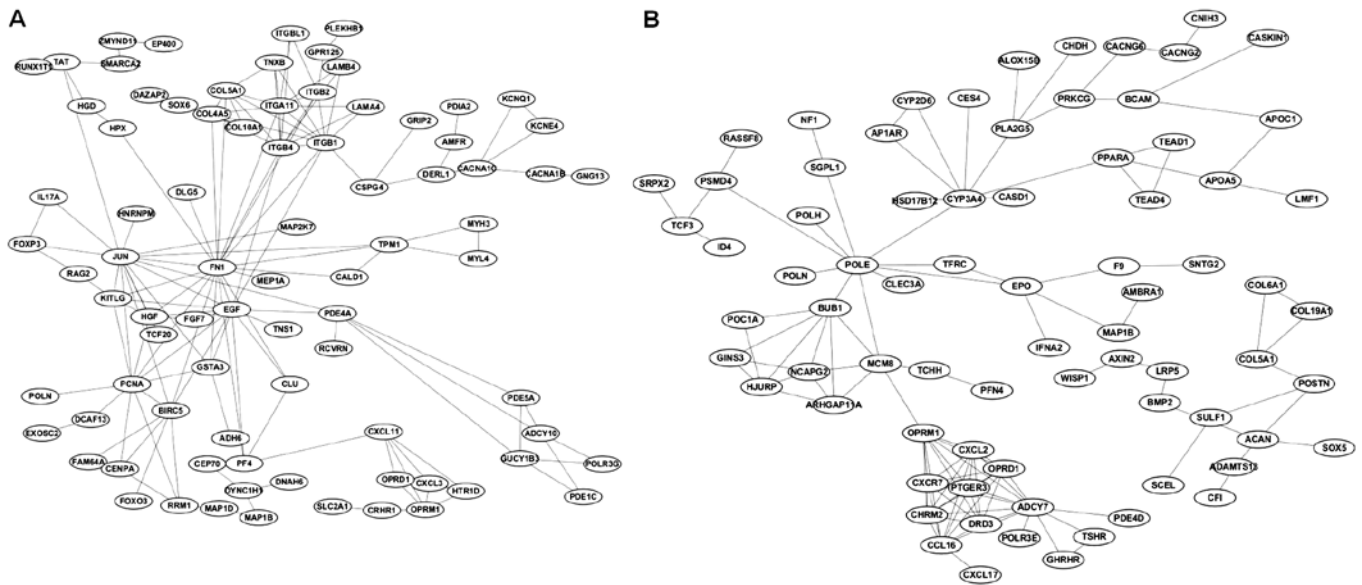 A
PLEKHB1
ITGBL1
ZMYND11
EP400
GPR125
TNXB
TAT
SMARCA2
RUNX1T1
LAMB4
COL5A1
ITGB2
DAZAP2
SOX6
ITGA11
LAMA4
PDIA2
KCNQ1
HGD
COL4A5
GRIP2
KCNE4
HPX
COL18A1
ITGB4
ITGB1
AMFR
CACNA1C
DERL1
CACNA1B
GNG13
CSPG4
DLG5
IL17A
HNRNPM
MAP2K7
MYH3
FOXP3
JUN
TPM1
MYL4
RAG2
FN1
CALD1
MEP1A
KITLG
EGF
PDE4A
HGF
FGF7
TNS1
TCF20
RCVRN
GSTA3
PCNA
CLU
POLN
BIRC5
PDE5A
DCAF13
EXOSC2
ADH6
CXCL11
ADCY10
FAM64A
CENPA
CEP70
PF4
GUCY1B3
POLR3G
OPRD1
CXCL3
DYNC1H1
DNAH6
HTR1D
PDE1C
FOXO3
RRM1
MAP1D
SLC2A1
CRHR1
OPRM1
MAP1B
B
CNIH3
CHDH
CACNG6
CACNG2
CASKIN1
ALOX15B
CYP2D6
CES4
PRKCG
BCAM
NF1
AP1AR
PLA2G5
APOC1
RASSF8
TEAD1
SGPL1
PPARA
SRPX2
PSMD4
APOA5
HSD17B12
CYP3A4
CASD1
TEAD4
LMF1
TCF3
POLH
ID4
POLN
POLE
TFRC
F9
SNTG2
CLEC3A
EPO
COL6A1
AMBRA1
BUB1
COL19A1
POC1A
MAP1B
IFNA2
GINS3
AXIN2
COL5A1
NCAPG2
MCM8
TCHH
WISP1
LRP5
HJURP
POSTN
PFN4
ARHGAP11A
BMP2
SULF1
OPRM1
ACAN
CXCL2
SOX5
OPRD1
ADAMTS13
CXCR7
PTGER3
SCEL
CFI
ADCY7
CHRM2
DRD3
PDE4D
POLR3E
TSHR
CCL16
GHRHR
CXCL17